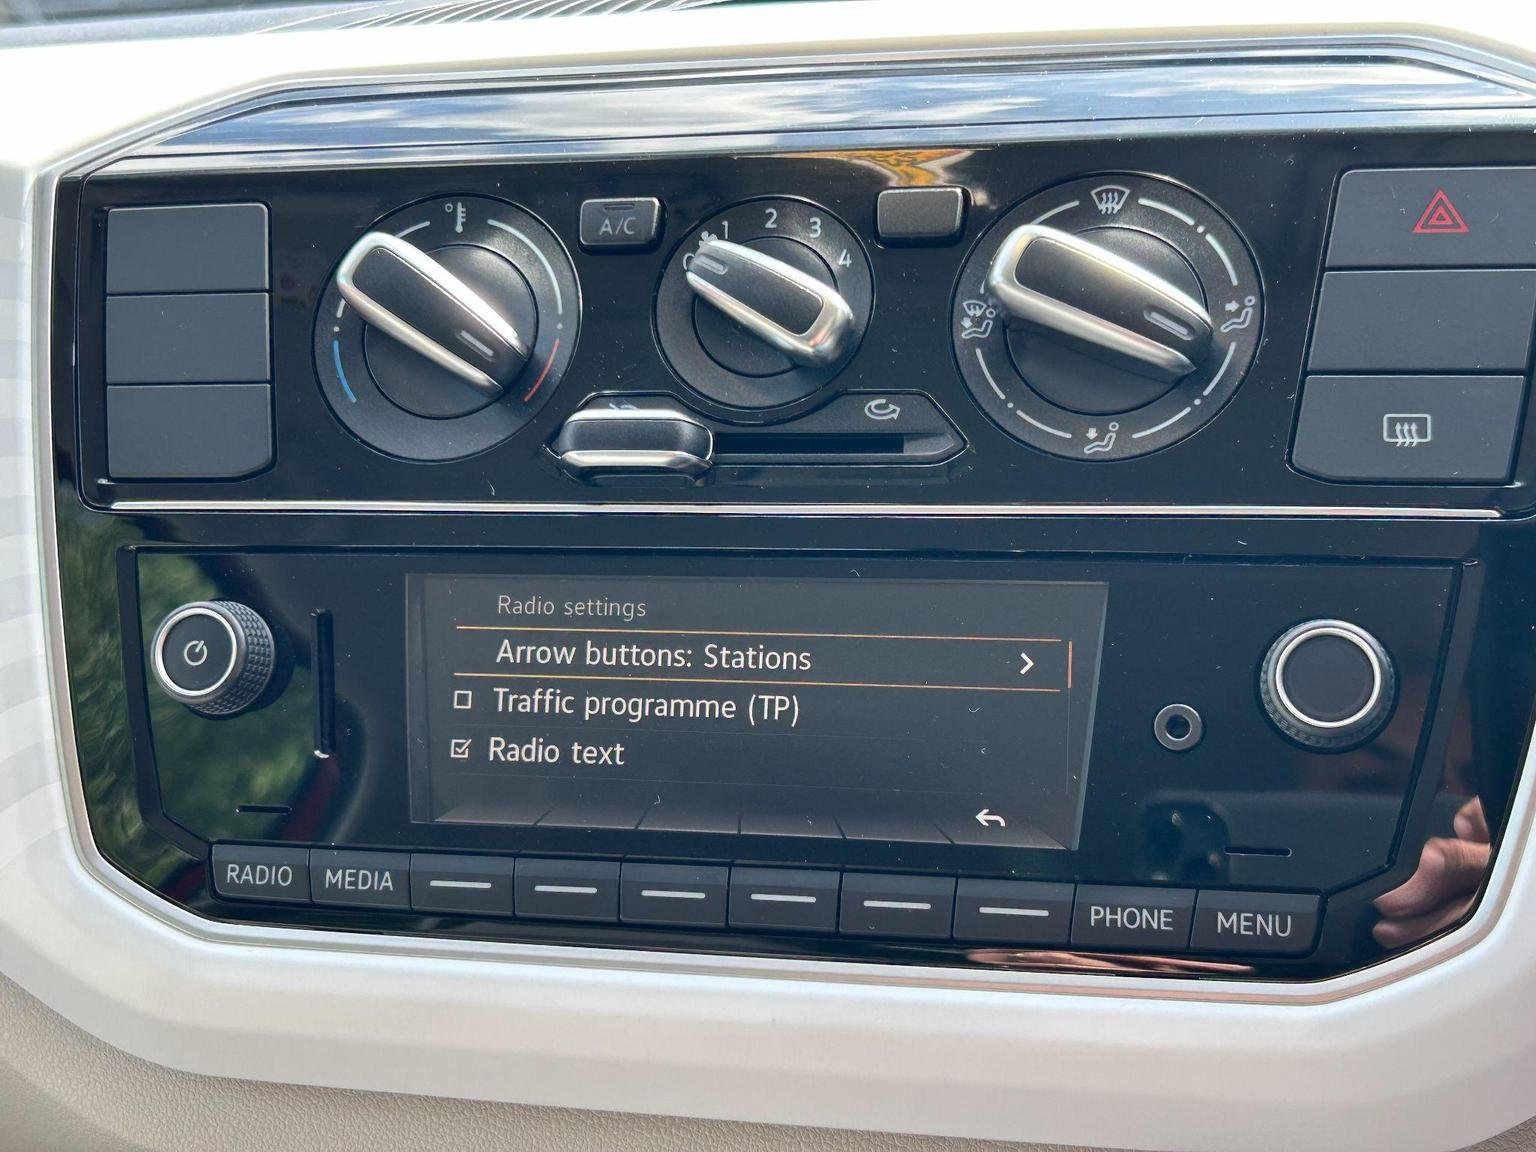 A/C
1 2 3 4
Radio settings
Arrow buttons: Stations
Traffic programme (TP)
Radio text
RADIO MEDIA PHONE MENU